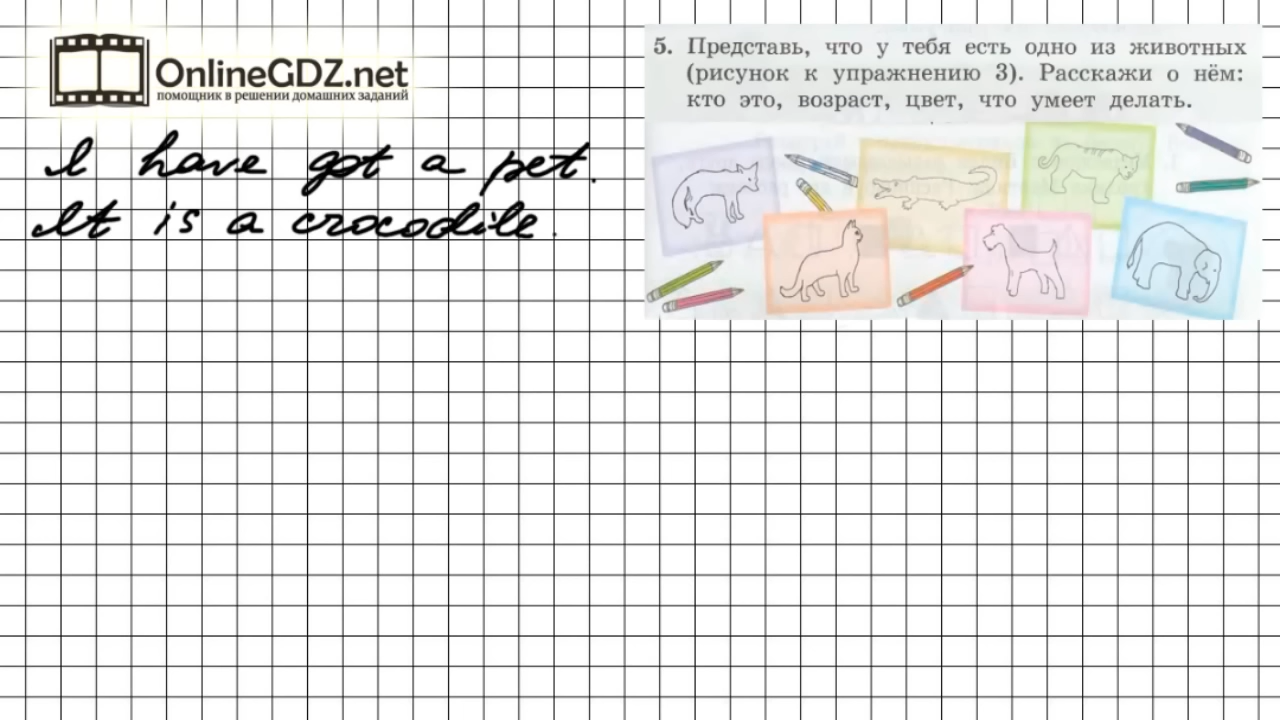 OnlineGDZ.net
помощник в решении домашних заданий
I have got a pet.
It is a crocodile.
5. Представь, что у тебя есть одно из животных
(рисунок к упражнению 3). Расскажи о нём:
кто это, возраст, цвет, что умеет делать.